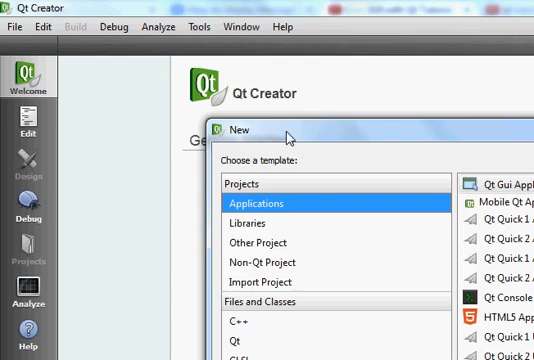 Qt Creator
File Edit Build Debug Analyze Tools Window Help
Qt
Welcome
Edit
Design
Debug
Projects
Analyze
Help
Qt Qt Creator
Ge
New
Choose a template:
Projects
Applications
Libraries
Other Project
Non-Qt Project
Import Project
Files and Classes
C++
Qt
Qt Gui Appl
Mobile Qt A
Qt Quick 1
Qt Quick 2
Qt Quick 1
Qt Quick 2
Qt Console
HTML5 App
Qt Quick 1
Qt Quick 2